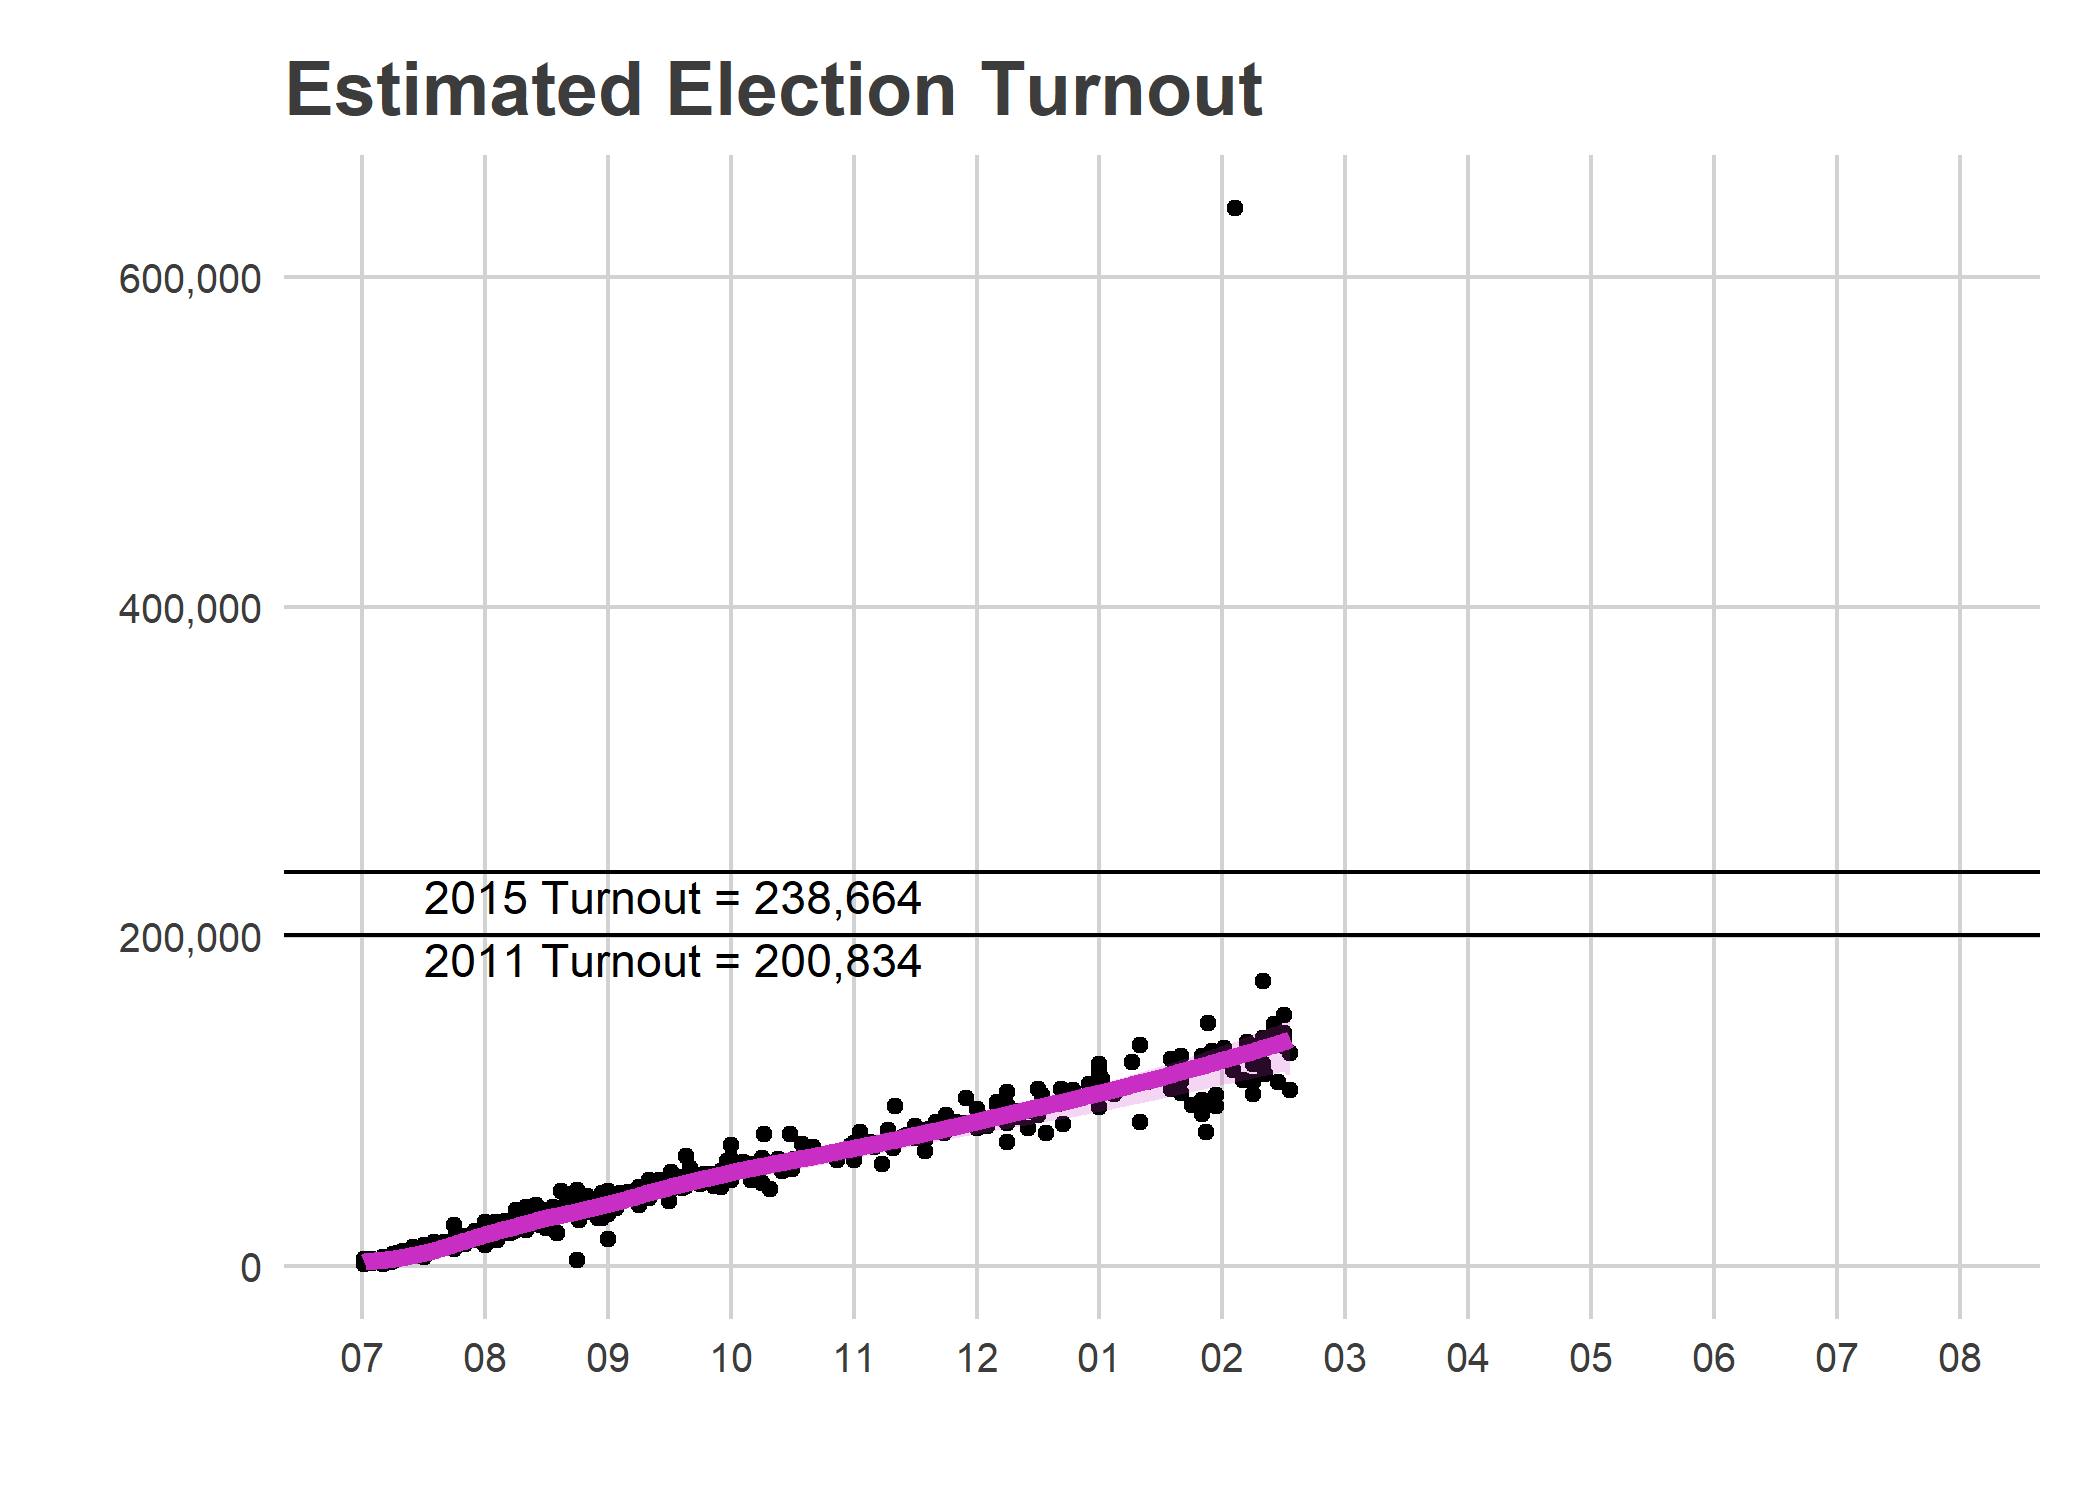 Estimated Election Turnout
600,000
400,000
2015 Turnout = 238,664
200,000
2011 Turnout = 200,834
0
07 08 09 10 11 12 01 02 03 04 05 06 07 08